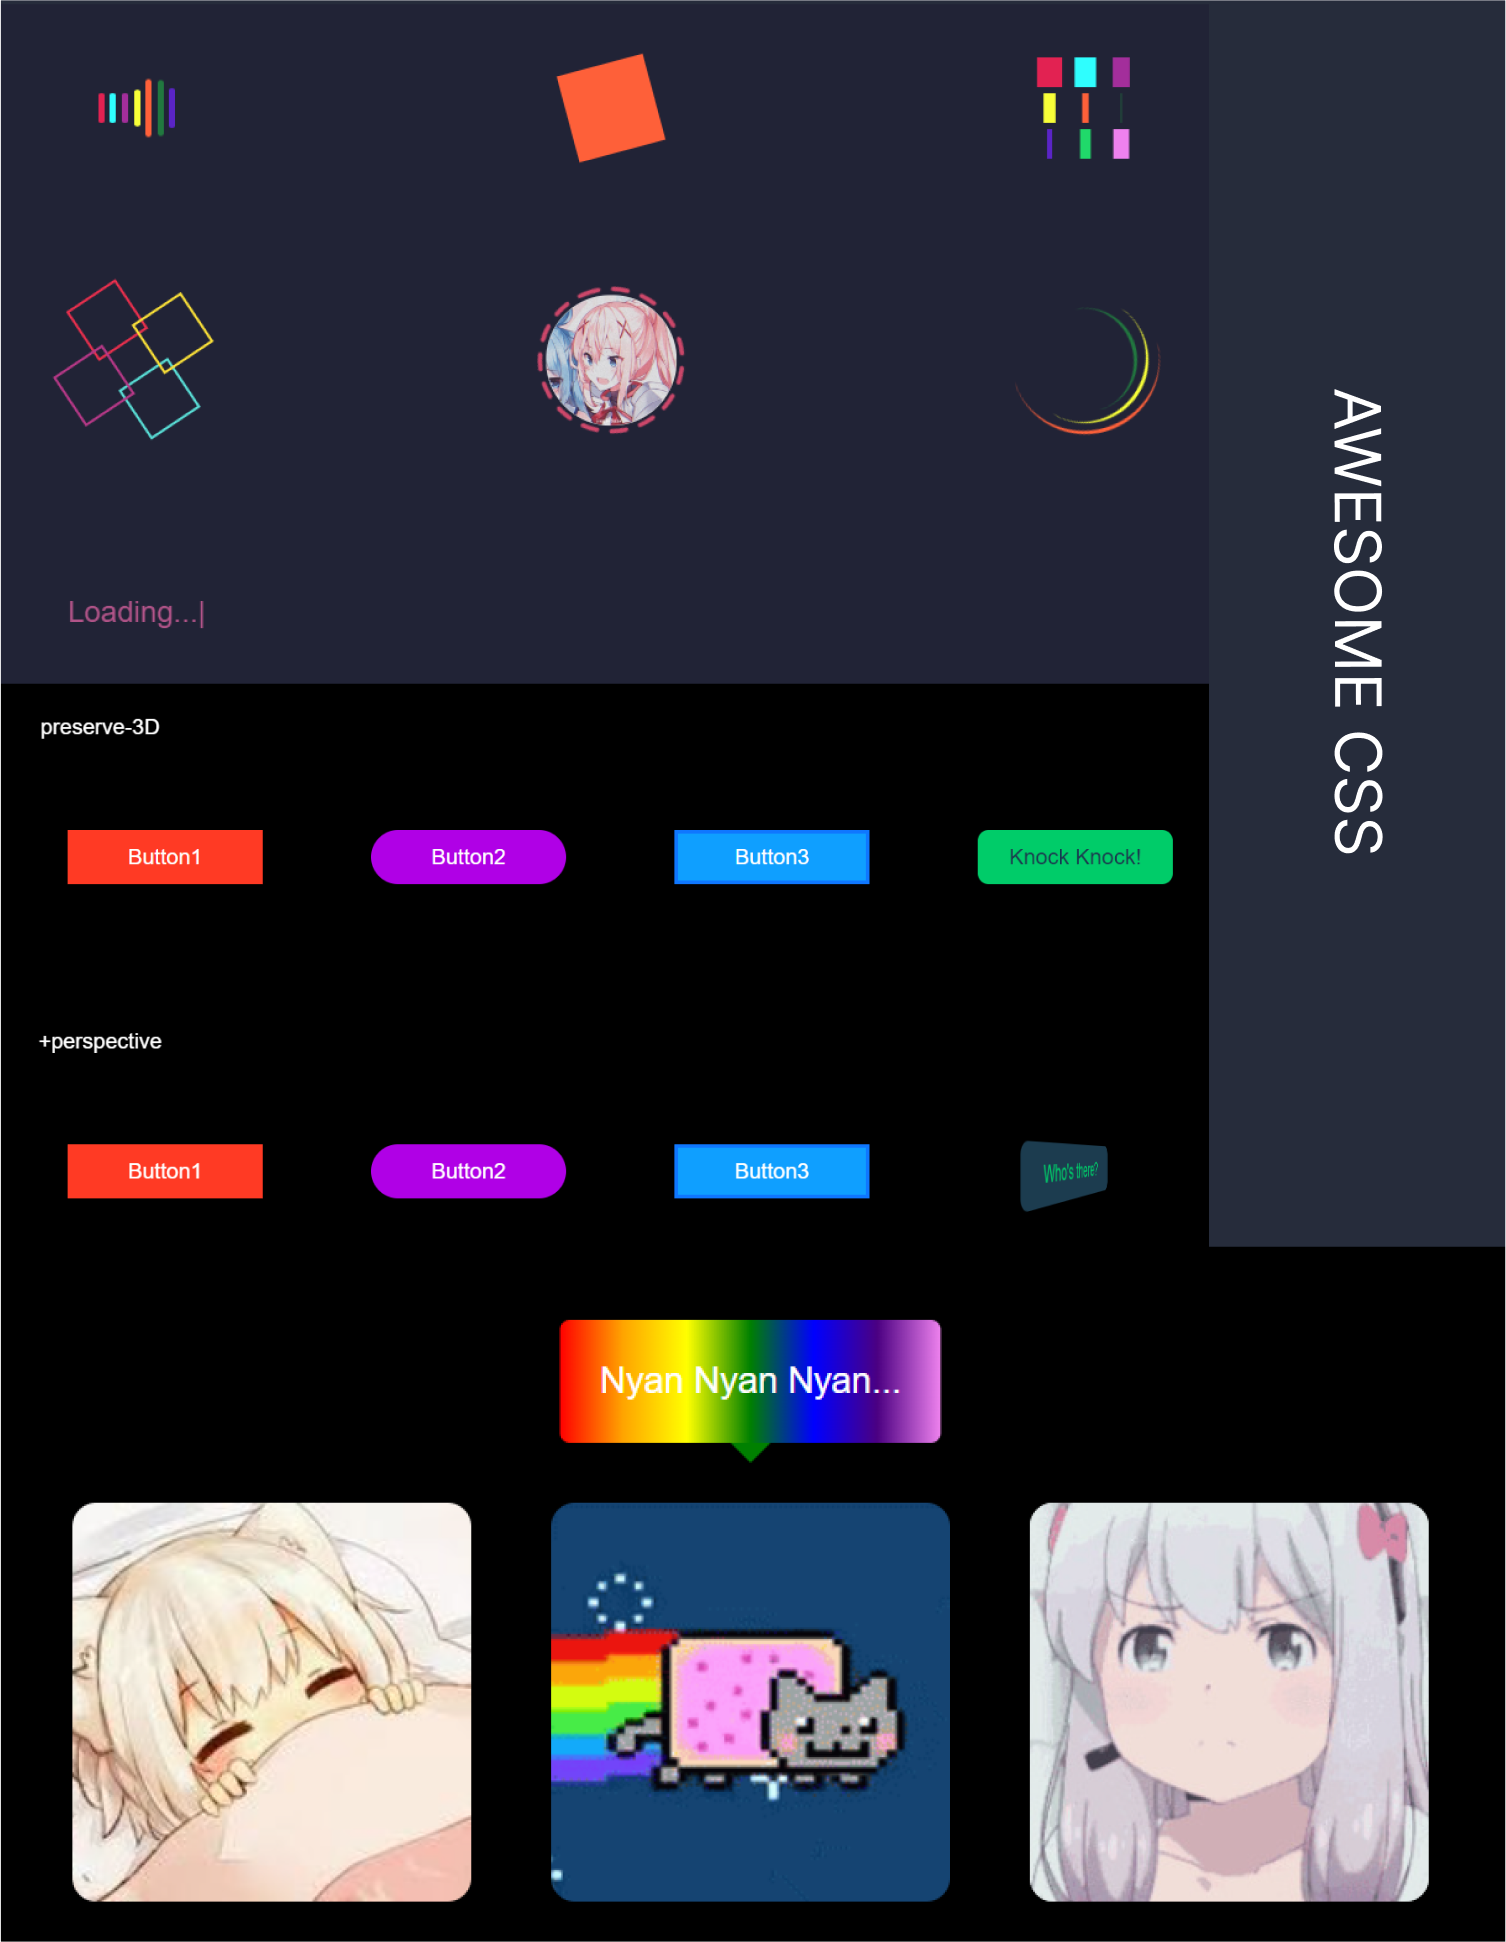 Loading...|
AWESOME CSS
preserve-3D
Button1
Button2
Button3
Knock Knock!
+perspective
Button1
Button2
Button3
Who's there?
Nyan Nyan Nyan...